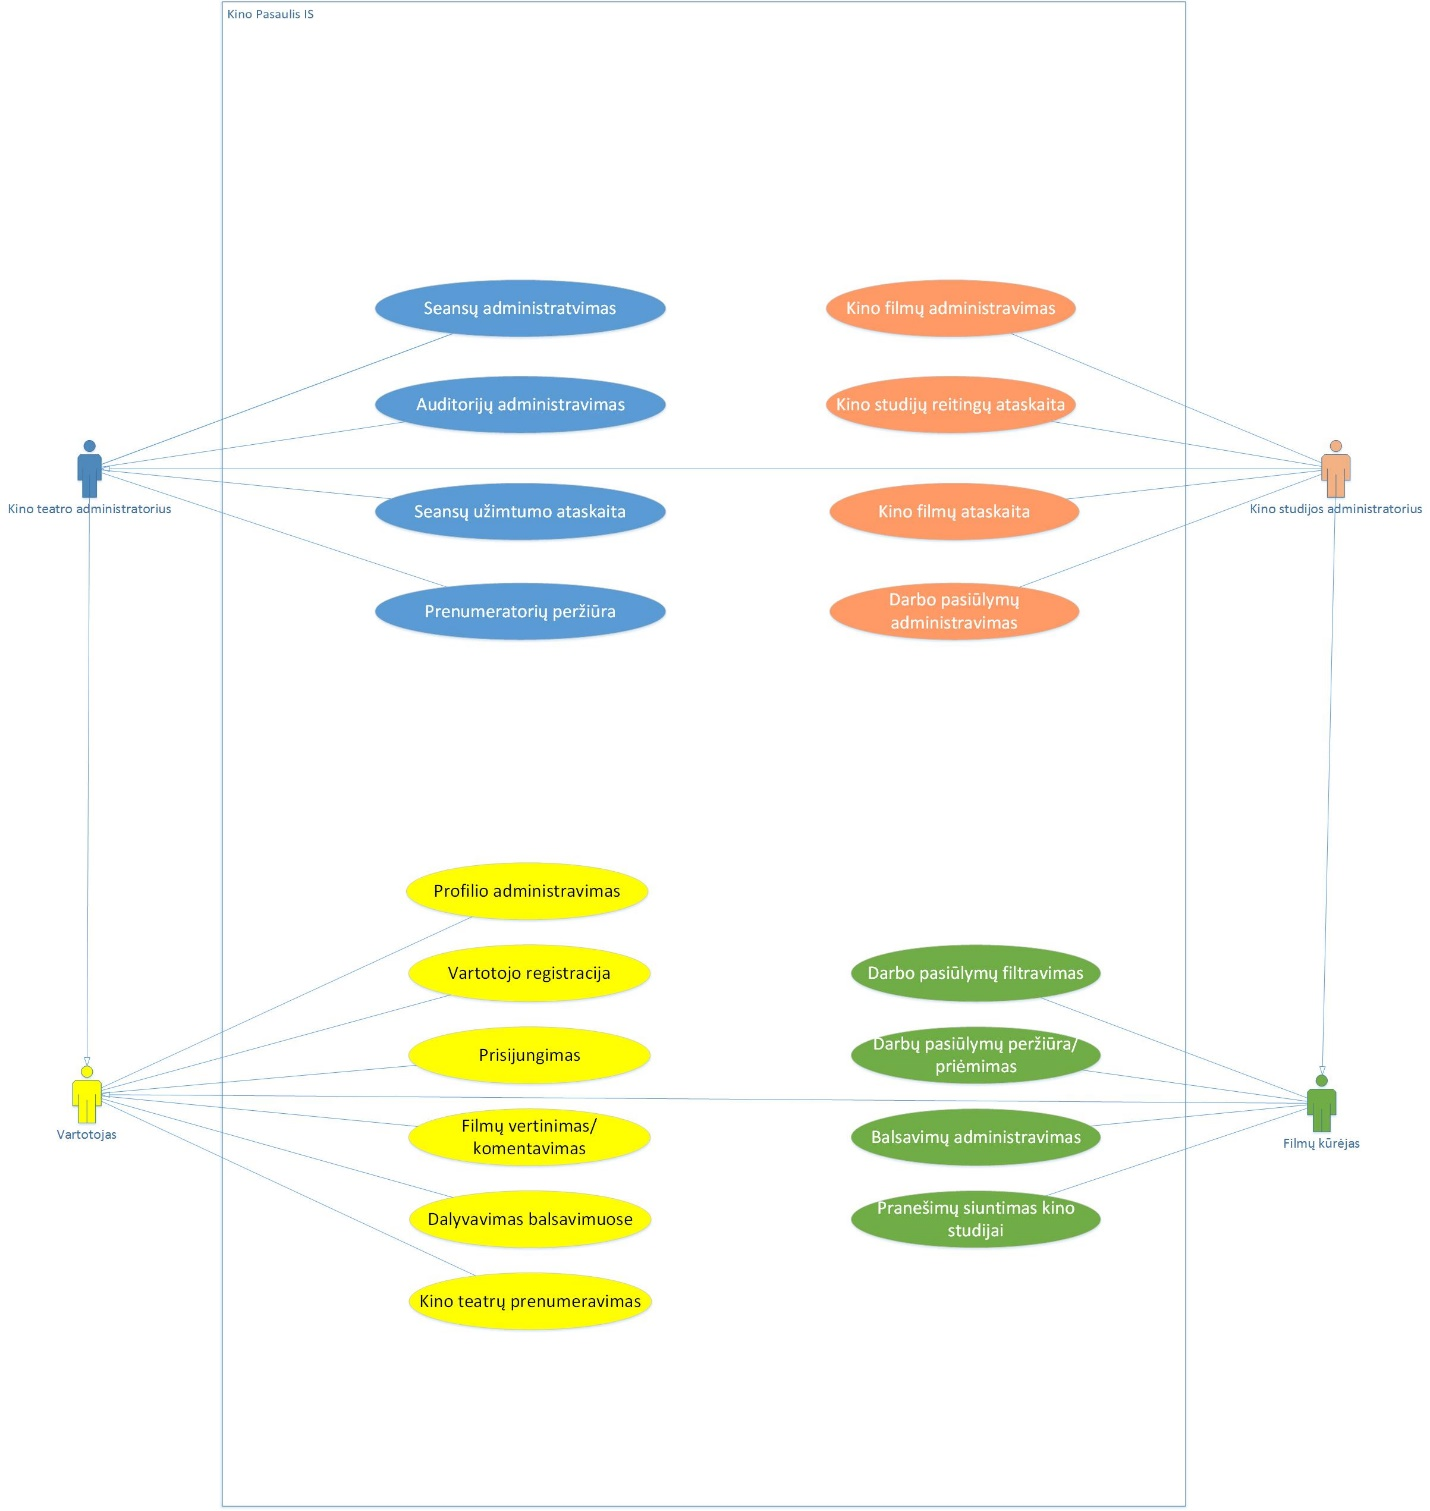 Kino Pasaulis IS
Seansų administratvimas
Auditorijų administravimas
Seansų užimtumo ataskaita
Prenumeratorių peržiūra
Kino filmų administravimas
Kino studijų reitingų ataskaita
Kino filmų ataskaita
Darbo pasiūlymų
administravimas
Kino teatro administratorius
Kino studijos administratorius
Profilio administravimas
Vartotojo registracija
Prisijungimas
Filmų vertinimas/
komentavimas
Dalyvavimas balsavimuose
Kino teatrų prenumeravimas
Darbo pasiūlymų filtravimas
Darbų pasiūlymų peržiūra/
priėmimas
Balsavimų administravimas
Pranešimų siuntimas kino
studijai
Vartotojas
Filmų kūrėjas